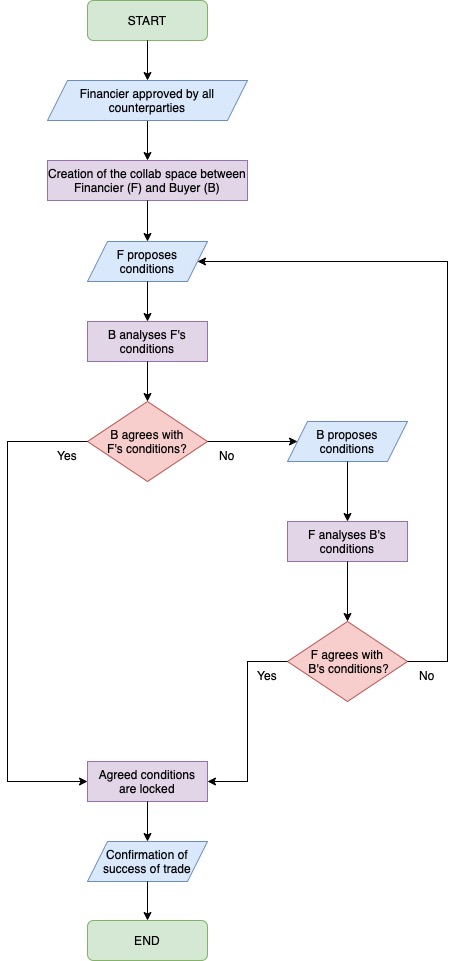 START
Financier approved by all
counterparties
Creation of the collab space between
Financier (F) and Buyer (B)
F proposes
conditions
B analyses F's
conditions
B agrees with
F's conditions?
Yes
No
B proposes
conditions
F analyses B's
conditions
F agrees with
B's conditions?
Yes
No
Agreed conditions
are locked
Confirmation of
success of trade
END